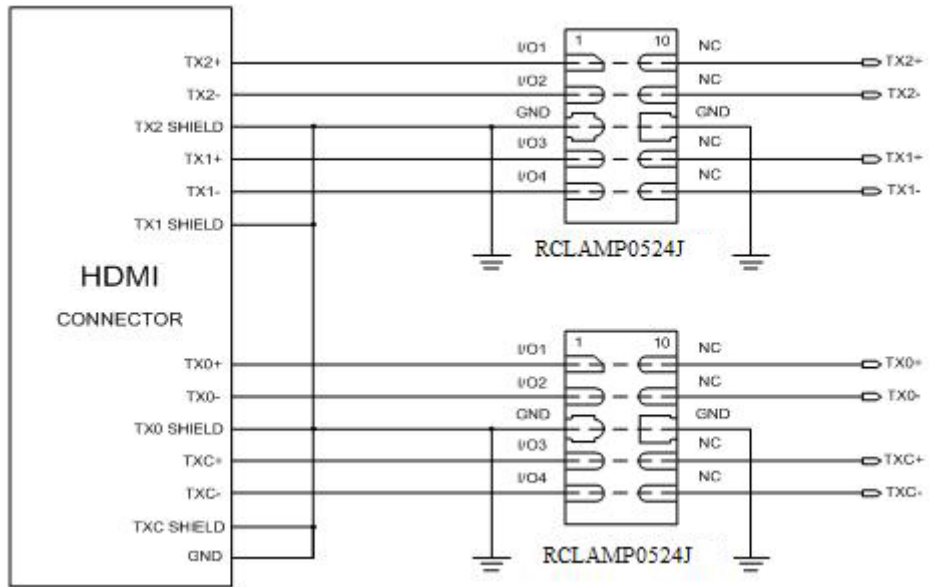 I/O1 1 10 NC
TX2+ TX2+
I/O2 NC
TX2- TX2-
GND GND
TX2 SHIELD
I/O3 NC
TX1+ TX1+
I/O4 NC
TX1- TX1-
TX1 SHIELD
RCLAMP0524J
HDMI
CONNECTOR
I/O1 1 10 NC
TX0+ TX0+
I/O2 NC
TX0- TX0-
GND GND
TX0 SHIELD
I/O3 NC
TXC+ TXC+
I/O4 NC
TXC- TXC-
TXC SHIELD
GND
RCLAMP0524J